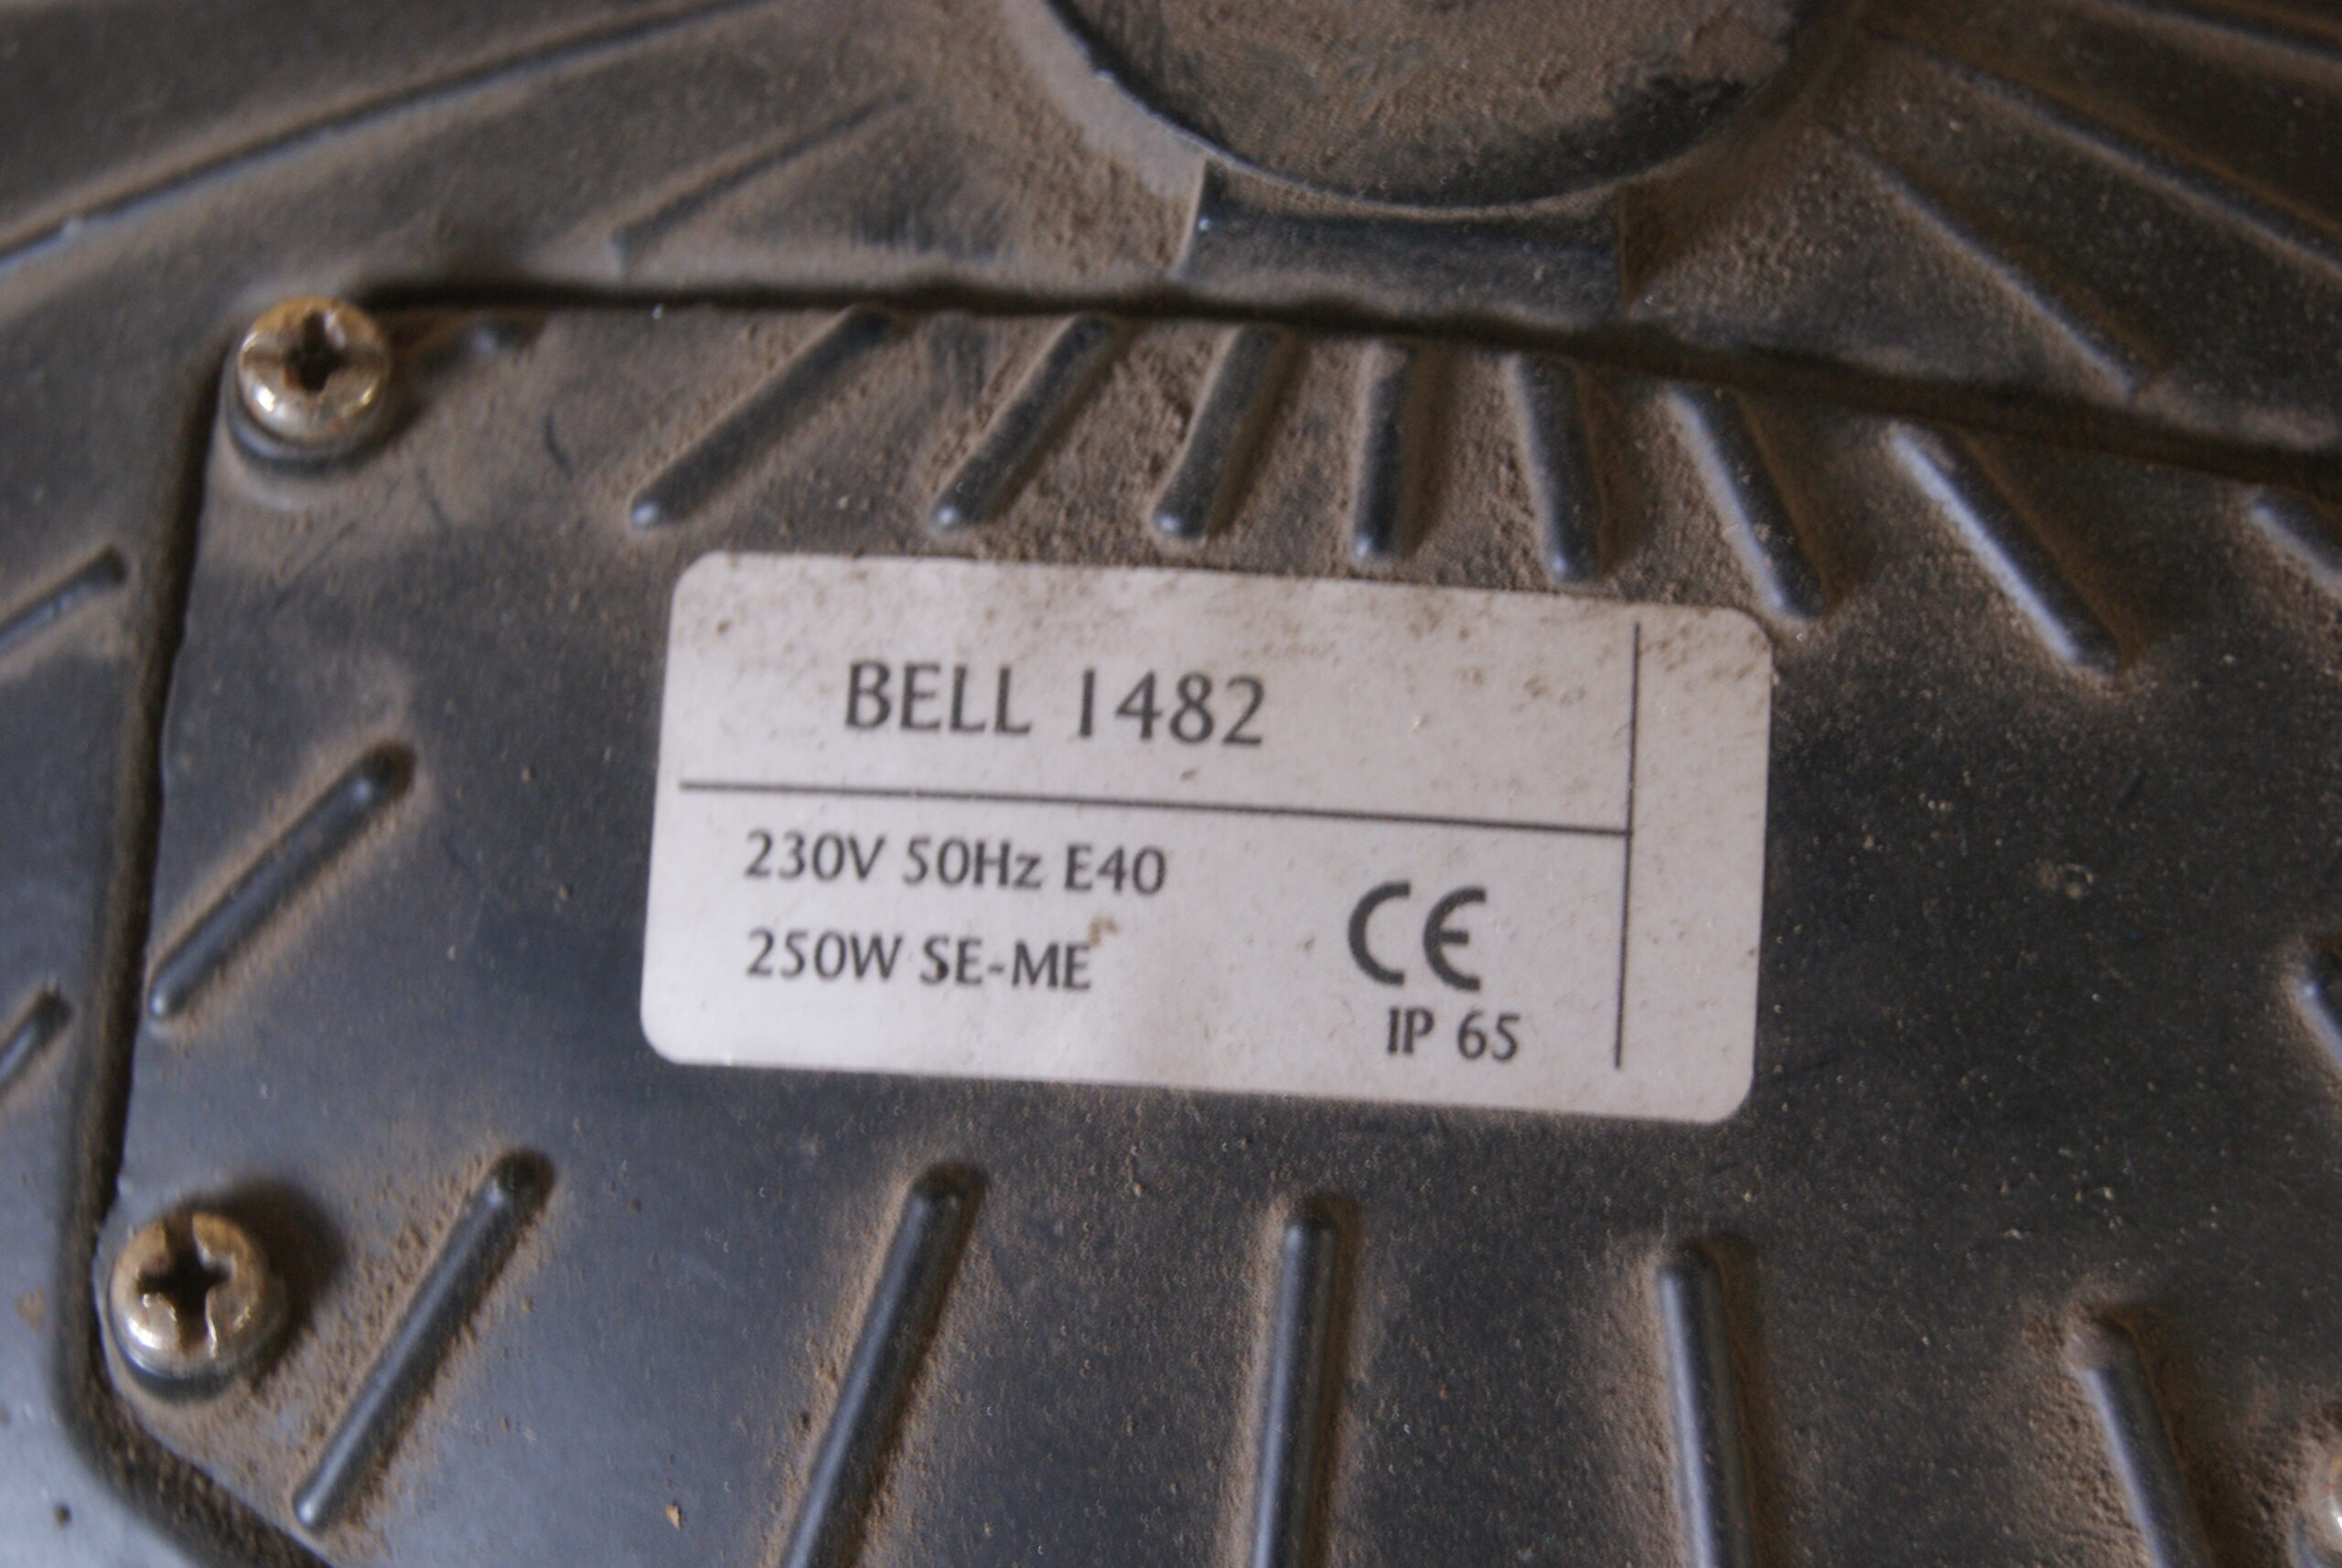 BELL 1482
230V 50Hz E40
250W SE-ME
CE
IP 65